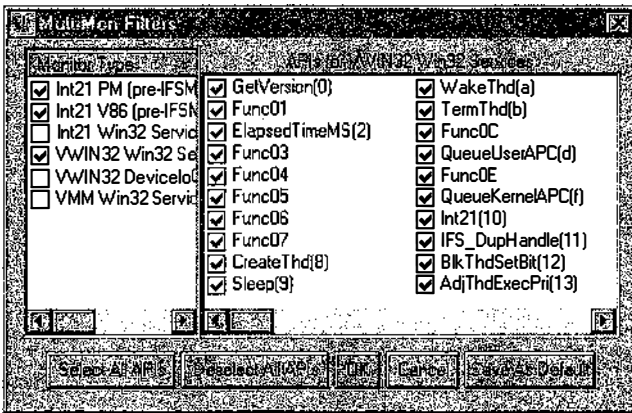 MultiMon Filters
Monitor Type
Int21 PM (pre-IFSM
Int21 V86 (pre-IFSM
Int21 Win32 Servic
VWIN32 Win32 Se
VWIN32 DeviceIoC
VMM Win32 Servic
APIs for VWIN32 Win32 Services
GetVersion(0)
Func01
ElapsedTimeMS(2)
Func03
Func04
Func05
Func06
Func07
CreateThd(8)
Sleep(9)
WakeThd(a)
TermThd(b)
Func0C
QueueUserAPC(d)
Func0E
QueueKernelAPC(f)
Int21(10)
IFS_DupHandle(11)
BlkThdSetBit(12)
AdjThdExecPri(13)
Select All APIs Deselect All APIs OK Cancel Save As Default